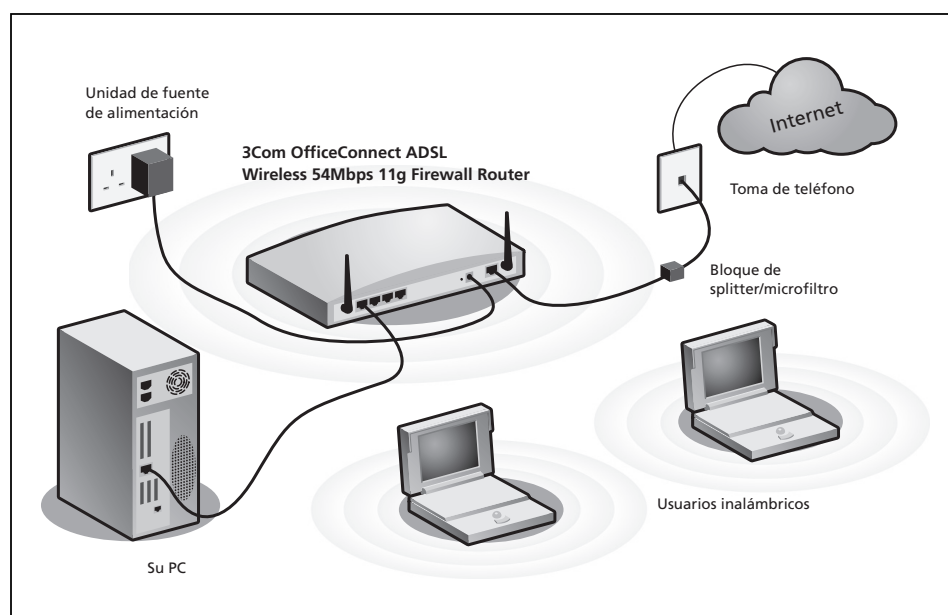 Unidad de fuente
de alimentación
3Com OfficeConnect ADSL
Wireless 54Mbps 11g Firewall Router
Internet
Toma de teléfono
Bloque de
splitter/microfiltro
Usuarios inalámbricos
Su PC